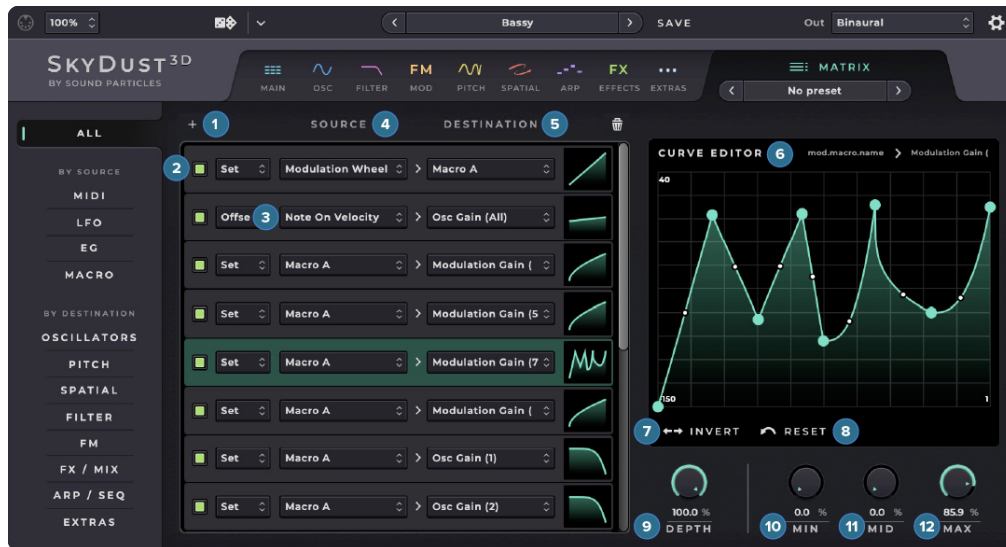 100%
Bassy
SAVE
Out Binaural
SKYDUST 3D
BY SOUND PARTICLES
FM
FX
MAIN OSC FILTER MOD PITCH SPATIAL ARP EFFECTS EXTRAS
MATRIX
No preset
ALL
BY SOURCE
MIDI
LFO
EG
MACRO
BY DESTINATION
OSCILLATORS
PITCH
SPATIAL
FILTER
FM
FX / MIX
ARP / SEQ
EXTRAS
+ 1 SOURCE 4 DESTINATION 5
2 Set Modulation Wheel > Macro A
Offse 3 Note On Velocity > Osc Gain (All)
Set Macro A > Modulation Gain (
Set Macro A > Modulation Gain (5
Set Macro A > Modulation Gain (7
Set Macro A > Modulation Gain (
Set Macro A > Osc Gain (1)
Set Macro A > Osc Gain (2)
CURVE EDITOR 6 mod.macro.name > Modulation Gain (
40
150 1
7 INVERT RESET 8
100.0 % 0.0 % 0.0 % 85.9 %
9 DEPTH 10 MIN 11 MID 12 MAX